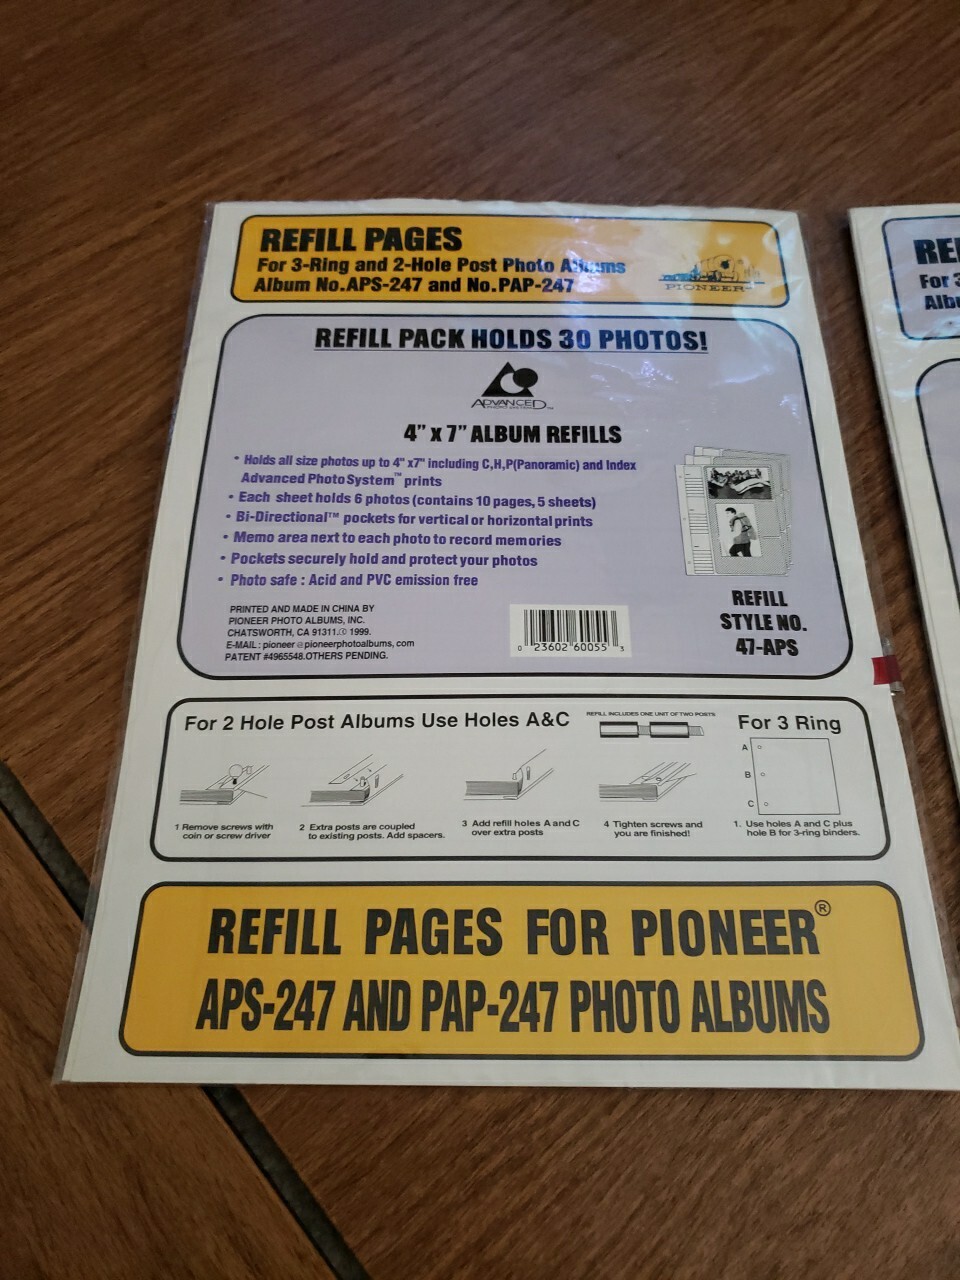 REFILL PAGES
For 3-Ring and 2-Hole Post Photo Albums
Album No.APS-247 and No.PAP-247
PIONEER
REFILL PACK HOLDS 30 PHOTOS!
ADVANCED™
PHOTO SYSTEM
4" x 7" ALBUM REFILLS
• Holds all size photos up to 4" x7" including C,H,P(Panoramic) and Index
Advanced Photo System™ prints
• Each sheet holds 6 photos (contains 10 pages, 5 sheets)
• Bi-Directional™ pockets for vertical or horizontal prints
• Memo area next to each photo to record memories
• Pockets securely hold and protect your photos
• Photo safe : Acid and PVC emission free
PRINTED AND MADE IN CHINA BY
PIONEER PHOTO ALBUMS, INC.
CHATSWORTH, CA 91311.© 1999.
E-MAIL : pioneer @ pioneerphotoalbums, com
PATENT #4965548.OTHERS PENDING.
0 23602 60055 3
REFILL
STYLE NO.
47-APS
For 2 Hole Post Albums Use Holes A&C
REFILL INCLUDES ONE UNIT OF TWO POSTS
For 3 Ring
A
B
C
1 Remove screws with
coin or screw driver
2 Extra posts are coupled
to existing posts. Add spacers.
3 Add refill holes A and C
over extra posts
4 Tighten screws and
you are finished!
1. Use holes A and C plus
hole B for 3-ring binders.
REFILL PAGES FOR PIONEER®
APS-247 AND PAP-247 PHOTO ALBUMS
REF
For 3
Albu